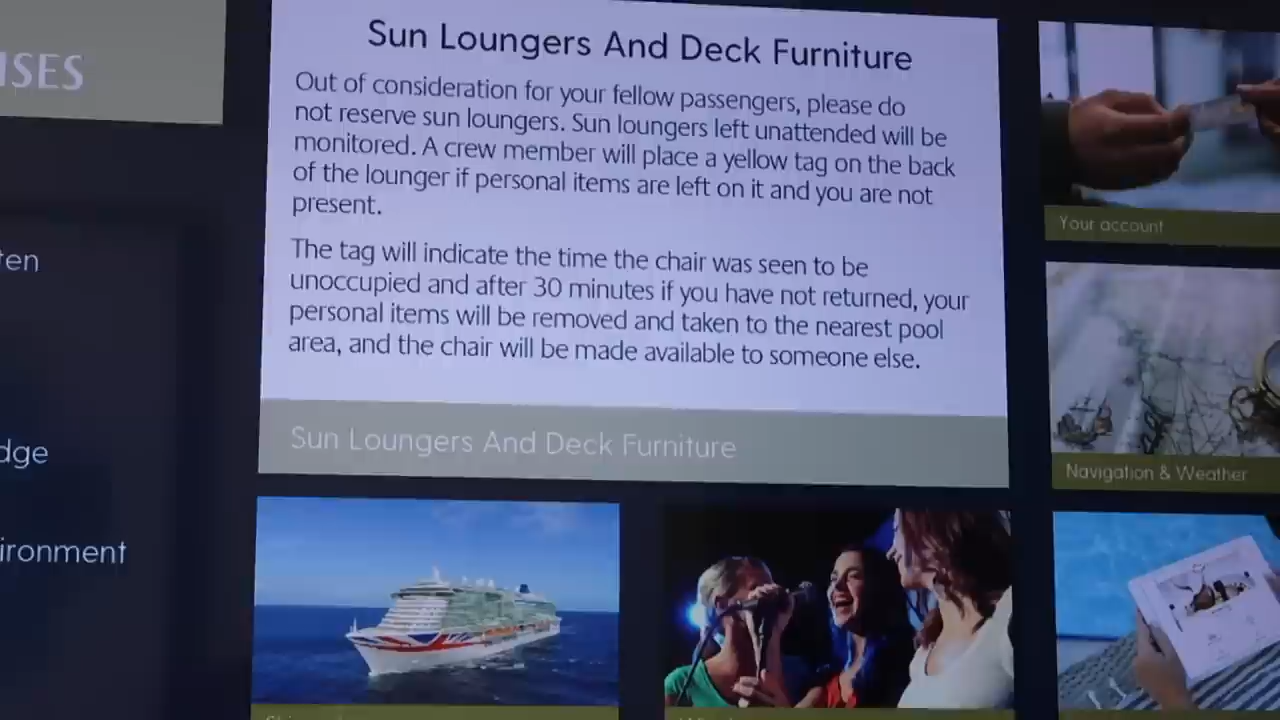 ISES
Sun Loungers And Deck Furniture
Out of consideration for your fellow passengers, please do
not reserve sun loungers. Sun loungers left unattended will be
monitored. A crew member will place a yellow tag on the back
of the lounger if personal items are left on it and you are not
present.
The tag will indicate the time the chair was seen to be
unoccupied and after 30 minutes if you have not returned, your
personal items will be removed and taken to the nearest pool
area, and the chair will be made available to someone else.
Sun Loungers And Deck Furniture
ten
dge
ironment
Your account
Navigation & Weather